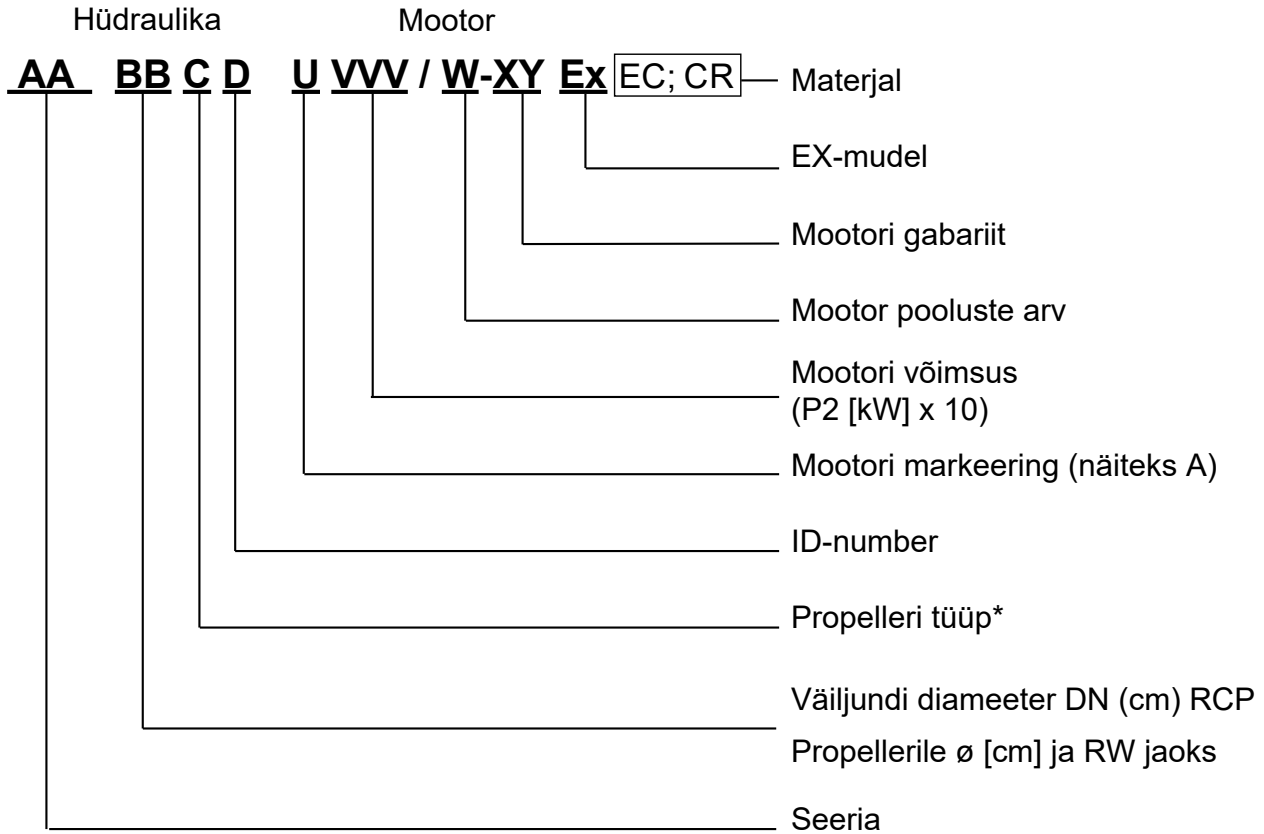 Hüdraulika Mootor
AA BB C D U VVV / W-XY Ex EC; CR Materjal
EX-mudel
Mootori gabariit
Mootor pooluste arv
Mootori võimsus
(P2 [kW] x 10)
Mootori markeering (näiteks A)
ID-number
Propelleri tüüp*
Väiljundi diameeter DN (cm) RCP
Propellerile ø [cm] ja RW jaoks
Seeria